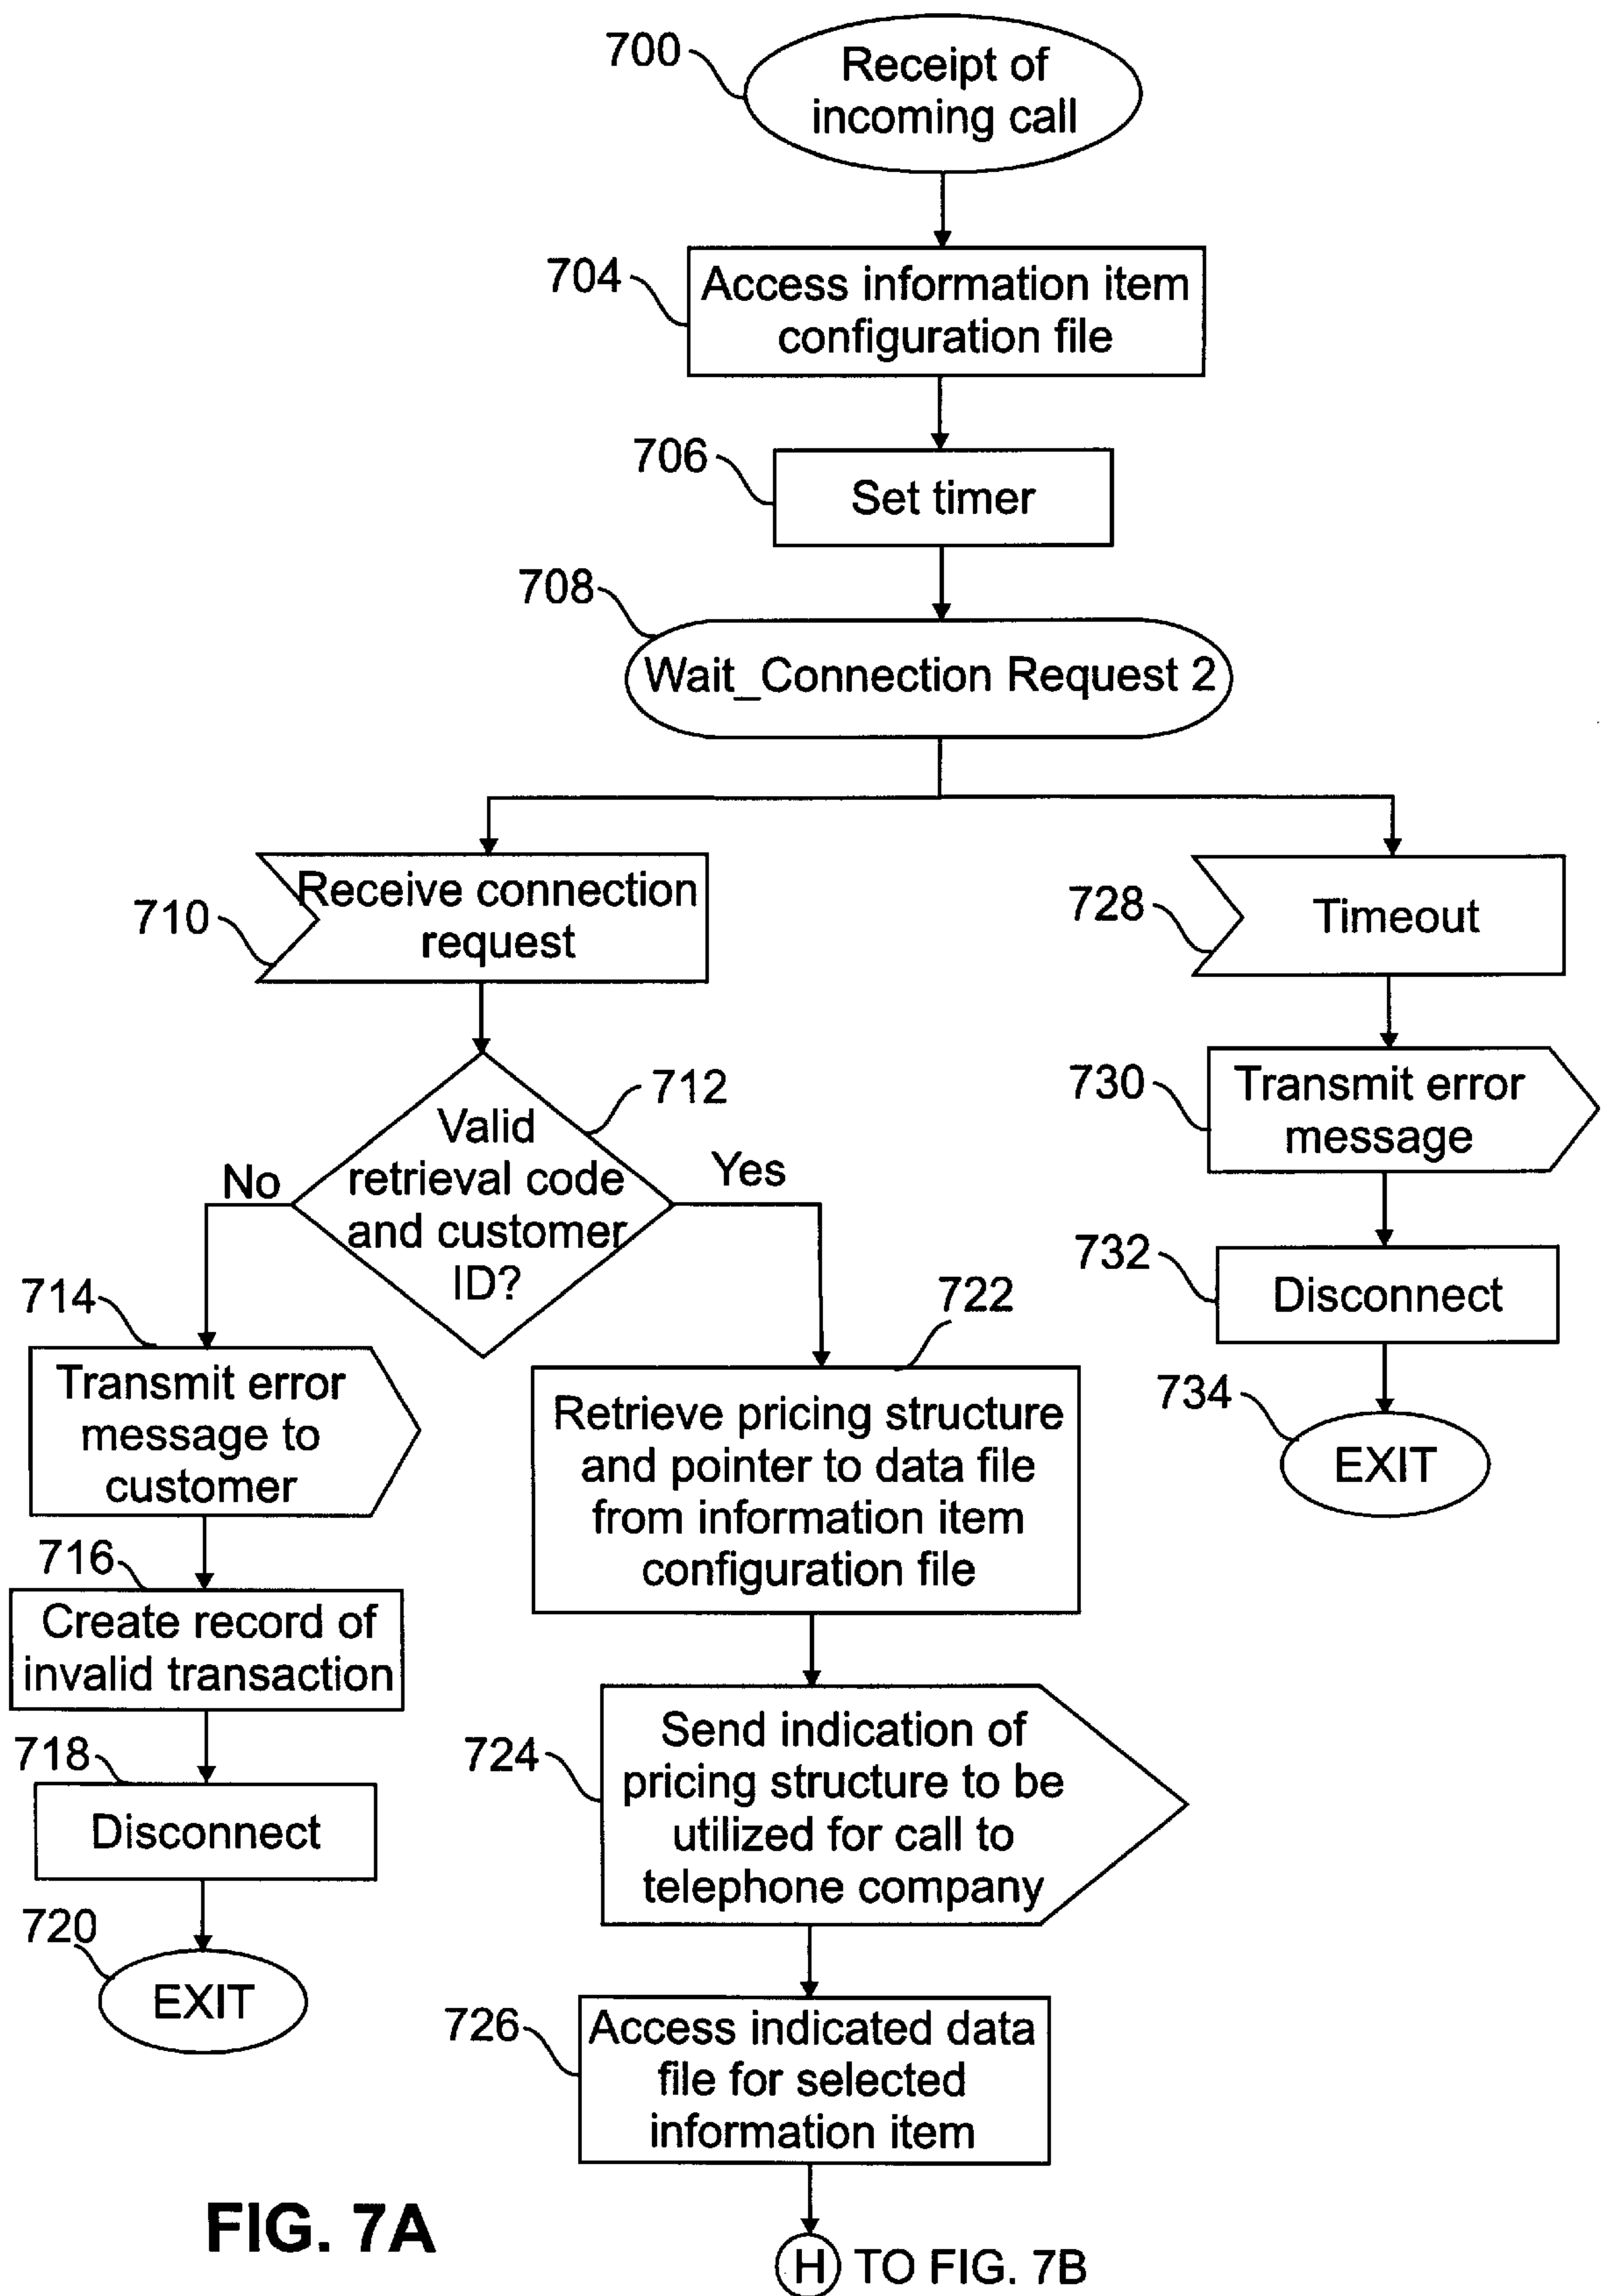 700
Receipt of
incoming call
704
Access information item
configuration file
706
Set timer
708
Wait_Connection Request 2
710
Receive connection
request
728
Timeout
712
Valid
retrieval code
and customer
ID?
No
Yes
730
Transmit error
message
732
Disconnect
734
EXIT
714
Transmit error
message to
customer
716
Create record of
invalid transaction
718
Disconnect
720
EXIT
722
Retrieve pricing structure
and pointer to data file
from information item
configuration file
724
Send indication of
pricing structure to be
utilized for call to
telephone company
726
Access indicated data
file for selected
information item
H TO FIG. 7B
FIG. 7A